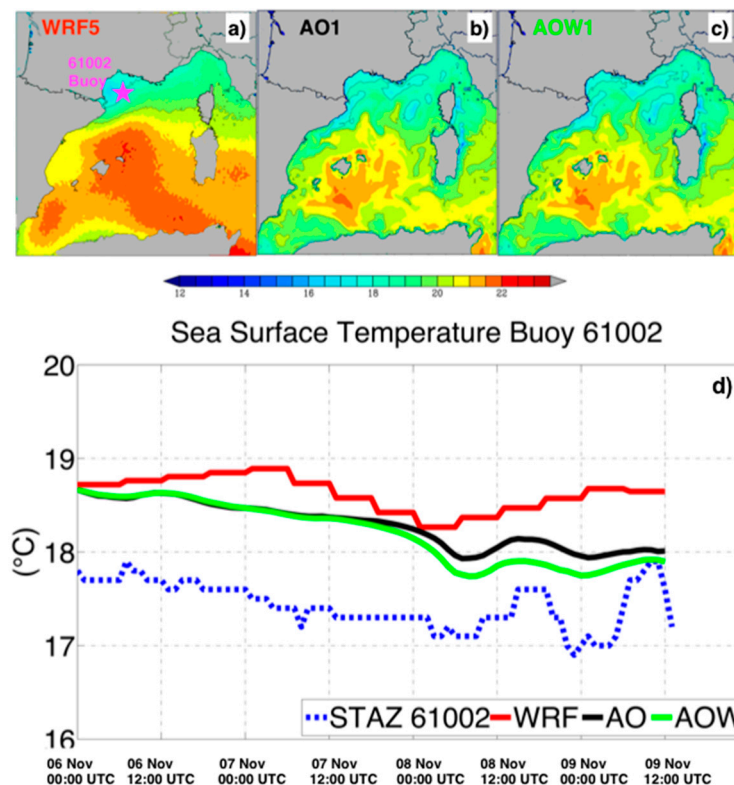 WRF5
a)
61002
Buoy
AO1
b)
AOW1
c)
12 14 16 18 20 22
Sea Surface Temperature Buoy 61002
20
d)
19
18
(°C)
17
16
STAZ 61002 WRF AO AOW
06 Nov 06 Nov 07 Nov 07 Nov 08 Nov 08 Nov 09 Nov 09 Nov
00:00 UTC 12:00 UTC 00:00 UTC 12:00 UTC 00:00 UTC 12:00 UTC 00:00 UTC 12:00 UTC